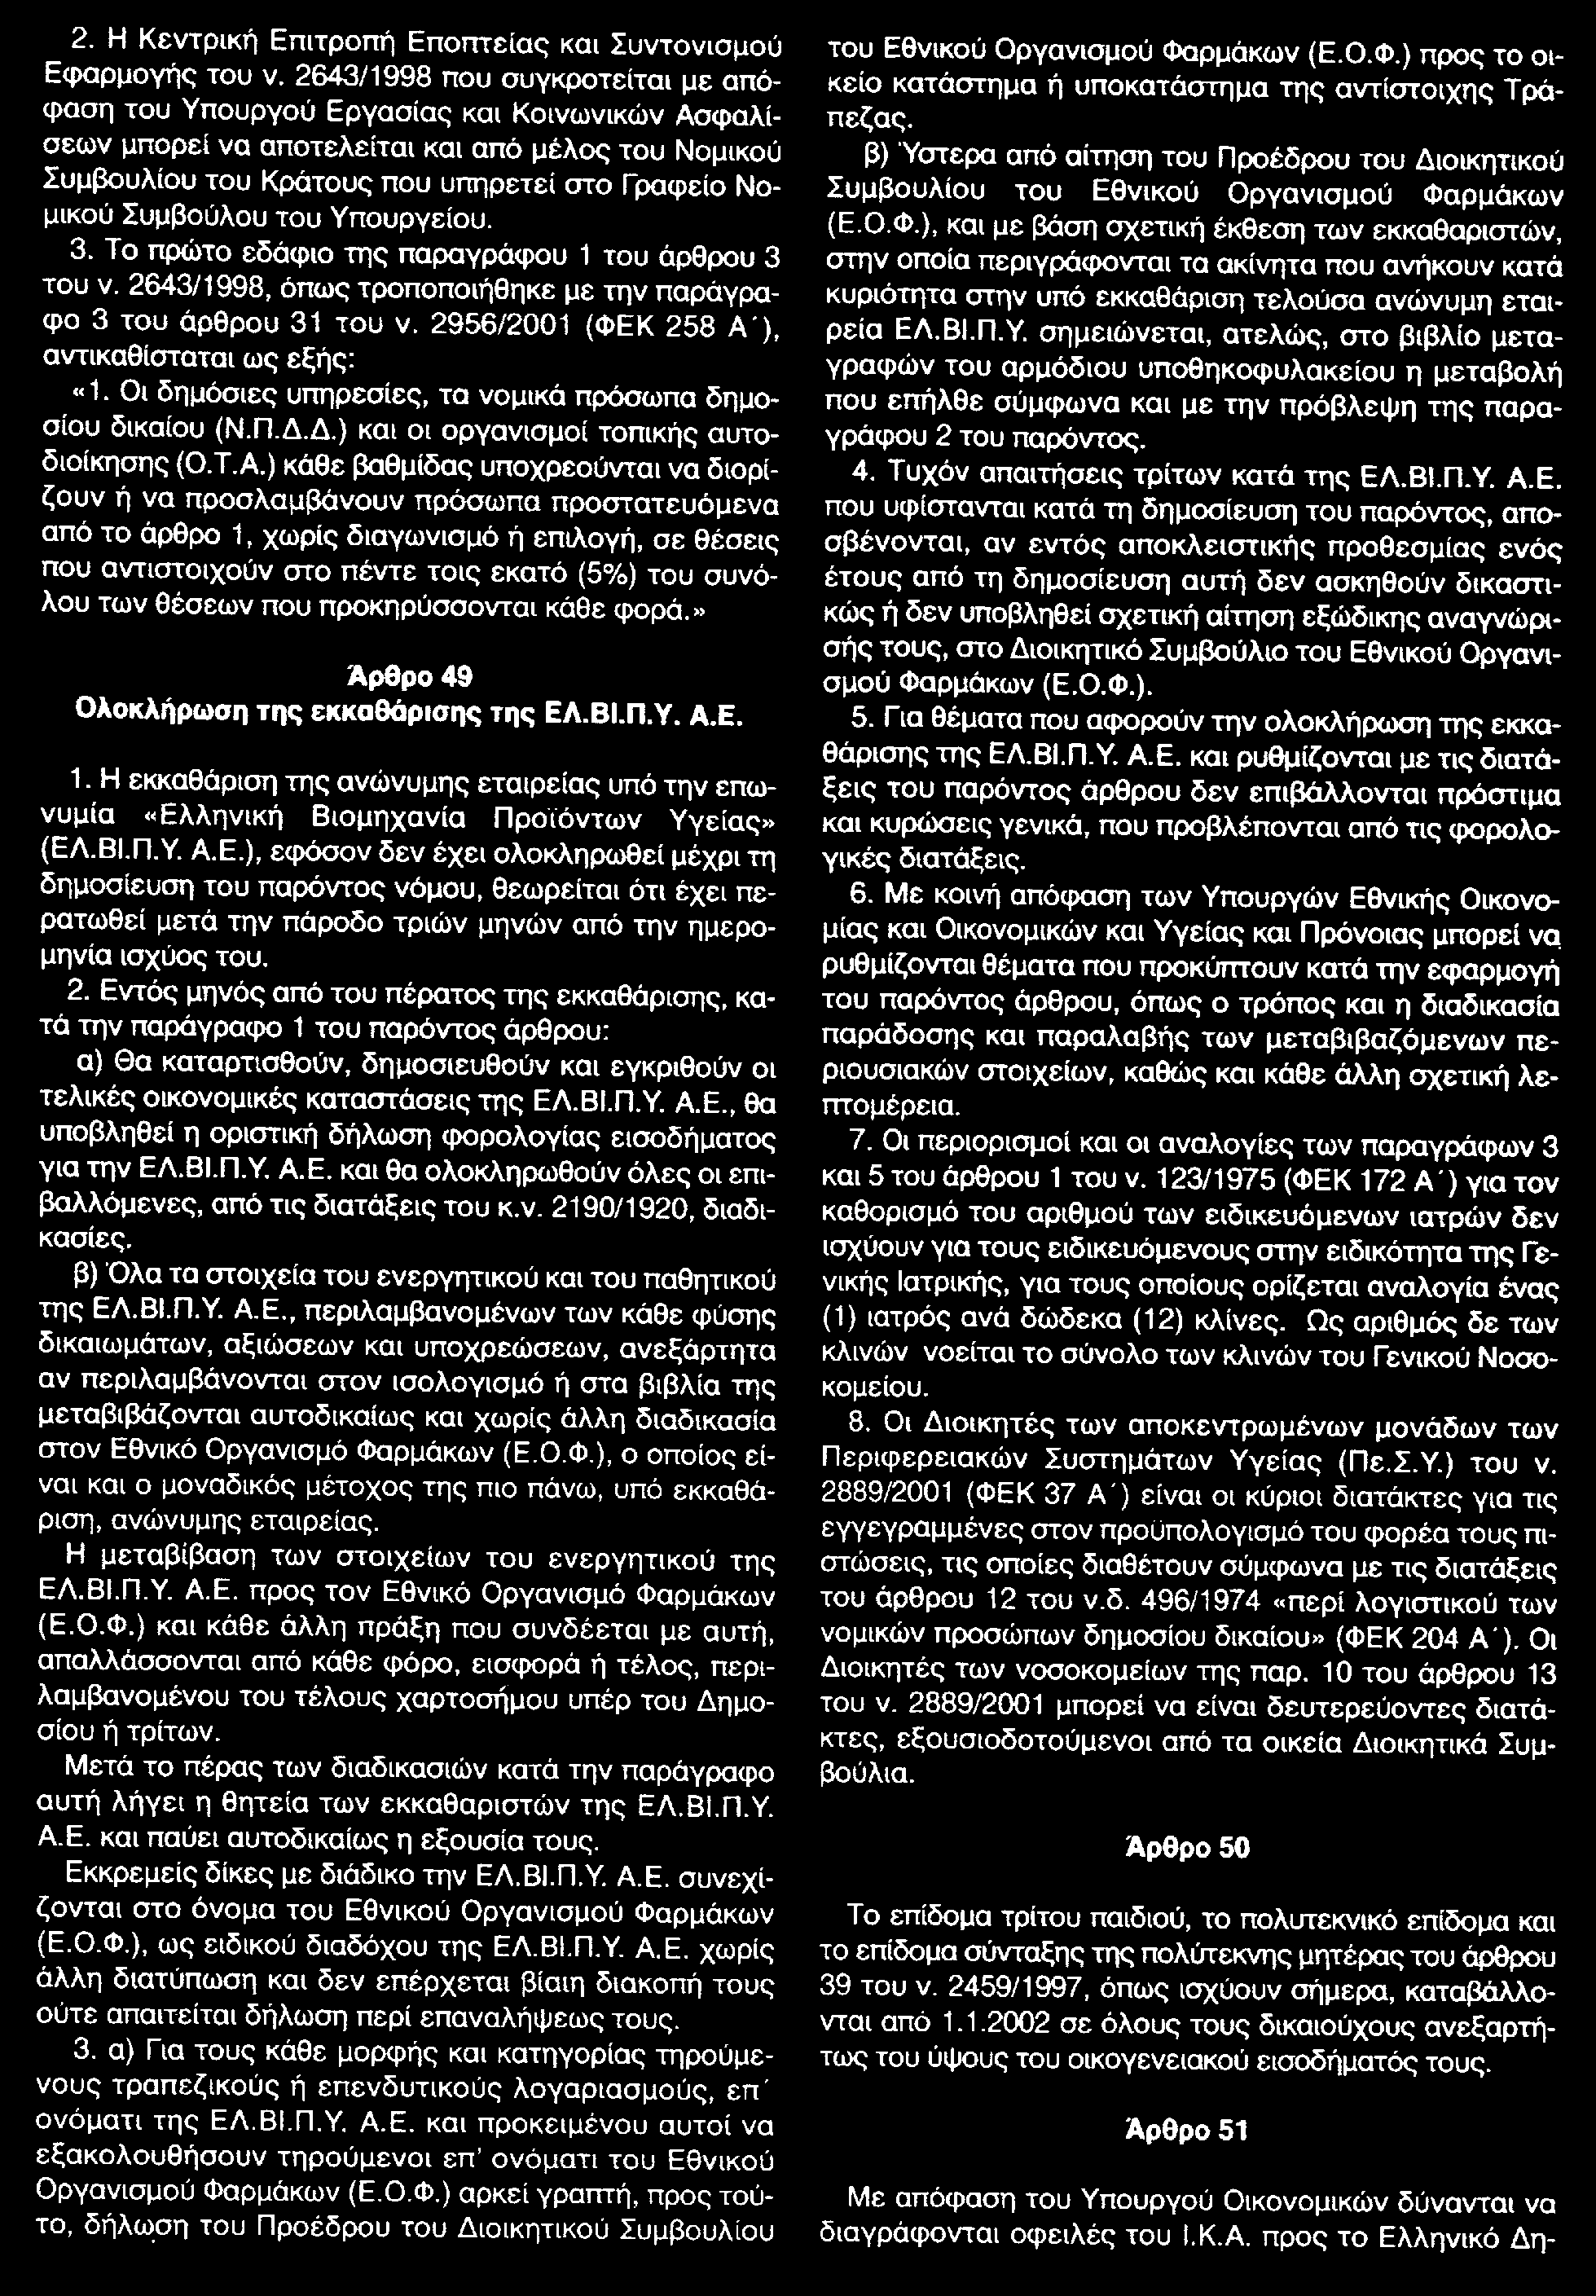 2. Η Κεντρική Επιτροπή Εποπτείας και Συντονισμού
Εφαρμογής του ν. 2643/1998 που συγκροτείται με από-
φαση του Υπουργού Εργασίας και Κοινωνικών Ασφαλί-
σεων μπορεί να αποτελείται και από μέλος του Νομικού
Συμβουλίου του Κράτους που υπηρετεί στο Γραφείο Νο-
μικού Συμβούλου του Υπουργείου.
3. Το πρώτο εδάφιο της παραγράφου 1 του άρθρου 3
του ν. 2643/1998, όπως τροποποιήθηκε με την παράγρα-
φο 3 του άρθρου 31 του ν. 2956/2001 (ΦΕΚ 258 Α΄),
αντικαθίσταται ως εξής:
«1. Οι δημόσιες υπηρεσίες, τα νομικά πρόσωπα δημο-
σίου δικαίου (Ν.Π.Δ.Δ.) και οι οργανισμοί τοπικής αυτο-
διοίκησης (Ο.Τ.Α.) κάθε βαθμίδας υποχρεούνται να διορί-
ζουν ή να προσλαμβάνουν πρόσωπα προστατευόμενα
από το άρθρο 1, χωρίς διαγωνισμό ή επιλογή, σε θέσεις
που αντιστοιχούν στο πέντε τοις εκατό (5%) του συνό-
λου των θέσεων που προκηρύσσονται κάθε φορά.»
Άρθρο 49
Ολοκλήρωση της εκκαθάρισης της ΕΛ.ΒΙ.Π.Υ. Α.Ε.
1. Η εκκαθάριση της ανώνυμης εταιρείας υπό την επω-
νυμία «Ελληνική Βιομηχανία Προϊόντων Υγείας»
(ΕΛ.ΒΙ.Π.Υ. Α.Ε.), εφόσον δεν έχει ολοκληρωθεί μέχρι τη
δημοσίευση του παρόντος νόμου, θεωρείται ότι έχει πε-
ρατωθεί μετά την πάροδο τριών μηνών από την ημερο-
μηνία ισχύος του.
2. Εντός μηνός από του πέρατος της εκκαθάρισης, κα-
τά την παράγραφο 1 του παρόντος άρθρου:
α) Θα καταρτισθούν, δημοσιευθούν και εγκριθούν οι
τελικές οικονομικές καταστάσεις της ΕΛ.ΒΙ.Π.Υ. Α.Ε., θα
υποβληθεί η οριστική δήλωση φορολογίας εισοδήματος
για την ΕΛ.ΒΙ.Π.Υ. Α.Ε. και θα ολοκληρωθούν όλες οι επι-
βαλλόμενες, από τις διατάξεις του κ.ν. 2190/1920, διαδι-
κασίες.
β) Όλα τα στοιχεία του ενεργητικού και του παθητικού
της ΕΛ.ΒΙ.Π.Υ. Α.Ε., περιλαμβανομένων των κάθε φύσης
δικαιωμάτων, αξιώσεων και υποχρεώσεων, ανεξάρτητα
αν περιλαμβάνονται στον ισολογισμό ή στα βιβλία της
μεταβιβάζονται αυτοδικαίως και χωρίς άλλη διαδικασία
στον Εθνικό Οργανισμό Φαρμάκων (Ε.Ο.Φ.), ο οποίος εί-
ναι και ο μοναδικός μέτοχος της πιο πάνω, υπό εκκαθά-
ριση, ανώνυμης εταιρείας.
Η μεταβίβαση των στοιχείων του ενεργητικού της
ΕΛ.ΒΙ.Π.Υ. Α.Ε. προς τον Εθνικό Οργανισμό Φαρμάκων
(Ε.Ο.Φ.) και κάθε άλλη πράξη που συνδέεται με αυτή,
απαλλάσσονται από κάθε φόρο, εισφορά ή τέλος, περι-
λαμβανομένου του τέλους χαρτοσήμου υπέρ του Δημο-
σίου ή τρίτων.
Μετά το πέρας των διαδικασιών κατά την παράγραφο
αυτή λήγει η θητεία των εκκαθαριστών της ΕΛ.ΒΙ.Π.Υ.
Α.Ε. και παύει αυτοδικαίως η εξουσία τους.
Εκκρεμείς δίκες με διάδικο την ΕΛ.ΒΙ.Π.Υ. Α.Ε. συνεχί-
ζονται στο όνομα του Εθνικού Οργανισμού Φαρμάκων
(Ε.Ο.Φ.), ως ειδικού διαδόχου της ΕΛ.ΒΙ.Π.Υ. Α.Ε. χωρίς
άλλη διατύπωση και δεν επέρχεται βίαιη διακοπή τους
ούτε απαιτείται δήλωση περί επαναλήψεως τους.
3. α) Για τους κάθε μορφής και κατηγορίας τηρούμε-
νους τραπεζικούς ή επενδυτικούς λογαριασμούς, επ΄
ονόματι της ΕΛ.ΒΙ.Π.Υ. Α.Ε. και προκειμένου αυτοί να
εξακολουθήσουν τηρούμενοι επ’ ονόματι του Εθνικού
Οργανισμού Φαρμάκων (Ε.Ο.Φ.) αρκεί γραπτή, προς τού-
το, δήλωση του Προέδρου του Διοικητικού Συμβουλίου
του Εθνικού Οργανισμού Φαρμάκων (Ε.Ο.Φ.) προς το οι-
κείο κατάστημα ή υποκατάστημα της αντίστοιχης Τρά-
πεζας.
β) Ύστερα από αίτηση του Προέδρου του Διοικητικού
Συμβουλίου του Εθνικού Οργανισμού Φαρμάκων
(Ε.Ο.Φ.), και με βάση σχετική έκθεση των εκκαθαριστών,
στην οποία περιγράφονται τα ακίνητα που ανήκουν κατά
κυριότητα στην υπό εκκαθάριση τελούσα ανώνυμη εται-
ρεία ΕΛ.ΒΙ.Π.Υ. σημειώνεται, ατελώς, στο βιβλίο μετα-
γραφών του αρμόδιου υποθηκοφυλακείου η μεταβολή
που επήλθε σύμφωνα και με την πρόβλεψη της παρα-
γράφου 2 του παρόντος.
4. Τυχόν απαιτήσεις τρίτων κατά της ΕΛ.ΒΙ.Π.Υ. Α.Ε.
που υφίστανται κατά τη δημοσίευση του παρόντος, απο-
σβένονται, αν εντός αποκλειστικής προθεσμίας ενός
έτους από τη δημοσίευση αυτή δεν ασκηθούν δικαστι-
κώς ή δεν υποβληθεί σχετική αίτηση εξώδικης αναγνώρι-
σής τους, στο Διοικητικό Συμβούλιο του Εθνικού Οργανι-
σμού Φαρμάκων (Ε.Ο.Φ.).
5. Για θέματα που αφορούν την ολοκλήρωση της εκκα-
θάρισης της ΕΛ.ΒΙ.Π.Υ. Α.Ε. και ρυθμίζονται με τις διατά-
ξεις του παρόντος άρθρου δεν επιβάλλονται πρόστιμα
και κυρώσεις γενικά, που προβλέπονται από τις φορολο-
γικές διατάξεις.
6. Με κοινή απόφαση των Υπουργών Εθνικής Οικονο-
μίας και Οικονομικών και Υγείας και Πρόνοιας μπορεί να
ρυθμίζονται θέματα που προκύπτουν κατά την εφαρμογή
του παρόντος άρθρου, όπως ο τρόπος και η διαδικασία
παράδοσης και παραλαβής των μεταβιβαζόμενων πε-
ριουσιακών στοιχείων, καθώς και κάθε άλλη σχετική λε-
πτομέρεια.
7. Οι περιορισμοί και οι αναλογίες των παραγράφων 3
και 5 του άρθρου 1 του ν. 123/1975 (ΦΕΚ 172 Α΄) για τον
καθορισμό του αριθμού των ειδικευόμενων ιατρών δεν
ισχύουν για τους ειδικευόμενους στην ειδικότητα της Γε-
νικής Ιατρικής, για τους οποίους ορίζεται αναλογία ένας
(1) ιατρός ανά δώδεκα (12) κλίνες. Ως αριθμός δε των
κλινών νοείται το σύνολο των κλινών του Γενικού Νοσο-
κομείου.
8. Οι Διοικητές των αποκεντρωμένων μονάδων των
Περιφερειακών Συστημάτων Υγείας (Πε.Σ.Υ.) του ν.
2889/2001 (ΦΕΚ 37 Α΄) είναι οι κύριοι διατάκτες για τις
εγγεγραμμένες στον προϋπολογισμό του φορέα τους πι-
στώσεις, τις οποίες διαθέτουν σύμφωνα με τις διατάξεις
του άρθρου 12 του ν.δ. 496/1974 «περί λογιστικού των
νομικών προσώπων δημοσίου δικαίου» (ΦΕΚ 204 Α΄). Οι
Διοικητές των νοσοκομείων της παρ. 10 του άρθρου 13
του ν. 2889/2001 μπορεί να είναι δευτερεύοντες διατά-
κτες, εξουσιοδοτούμενοι από τα οικεία Διοικητικά Συμ-
βούλια.
Άρθρο 50
Το επίδομα τρίτου παιδιού, το πολυτεκνικό επίδομα και
το επίδομα σύνταξης της πολύτεκνης μητέρας του άρθρου
39 του ν. 2459/1997, όπως ισχύουν σήμερα, καταβάλλο-
νται από 1.1.2002 σε όλους τους δικαιούχους ανεξαρτή-
τως του ύψους του οικογενειακού εισοδήματός τους.
Άρθρο 51
Με απόφαση του Υπουργού Οικονομικών δύνανται να
διαγράφονται οφειλές του Ι.Κ.Α. προς το Ελληνικό Δη-